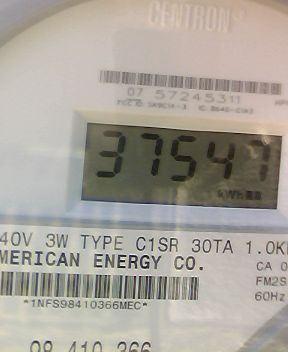 CENTRON
07 57245311
37547
kWh
40V 3W TYPE C1SR 30TA 1.0K
MERICAN ENERGY CO.
CA 0
FM2S
60Hz
*1NFS98410366MEC*
98 410 366